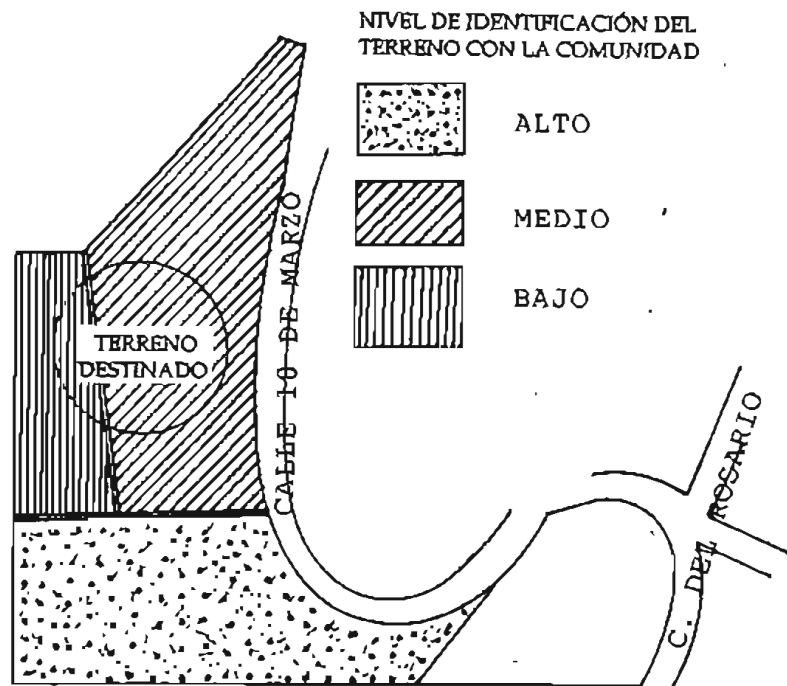 NIVEL DE IDENTIFICACIÓN DEL
TERRENO CON LA COMUNIDAD
ALTO
MEDIO
BAJO
TERRENO
DESTINADO
CALLE 10 DE MARZO
C. DEL ROSARIO